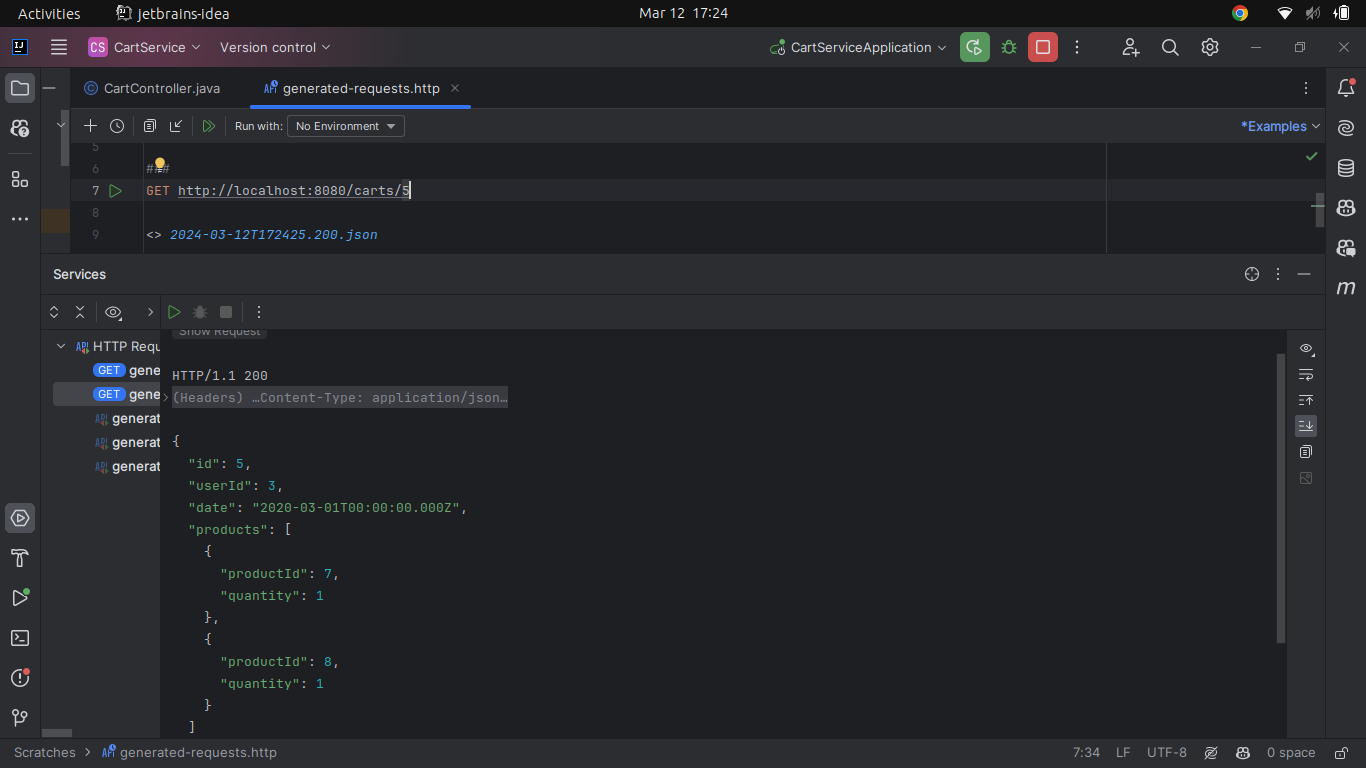 Activities jetbrains-idea Mar 12 17:24
CS CartService Version control CartServiceApplication
CartController.java generated-requests.http
Run with: No Environment *Examples
5
6 ###
7 GET http://localhost:8080/carts/5
8
9 <> 2024-03-12T172425.200.json
Services
Show Request
HTTP Requ
GET gene
GET gene
generat
generat
generat
HTTP/1.1 200
(Headers) …Content-Type: application/json…
{
"id": 5,
"userId": 3,
"date": "2020-03-01T00:00:00.000Z",
"products": [
{
"productId": 7,
"quantity": 1
},
{
"productId": 8,
"quantity": 1
}
]
Scratches > generated-requests.http 7:34 LF UTF-8 0 space